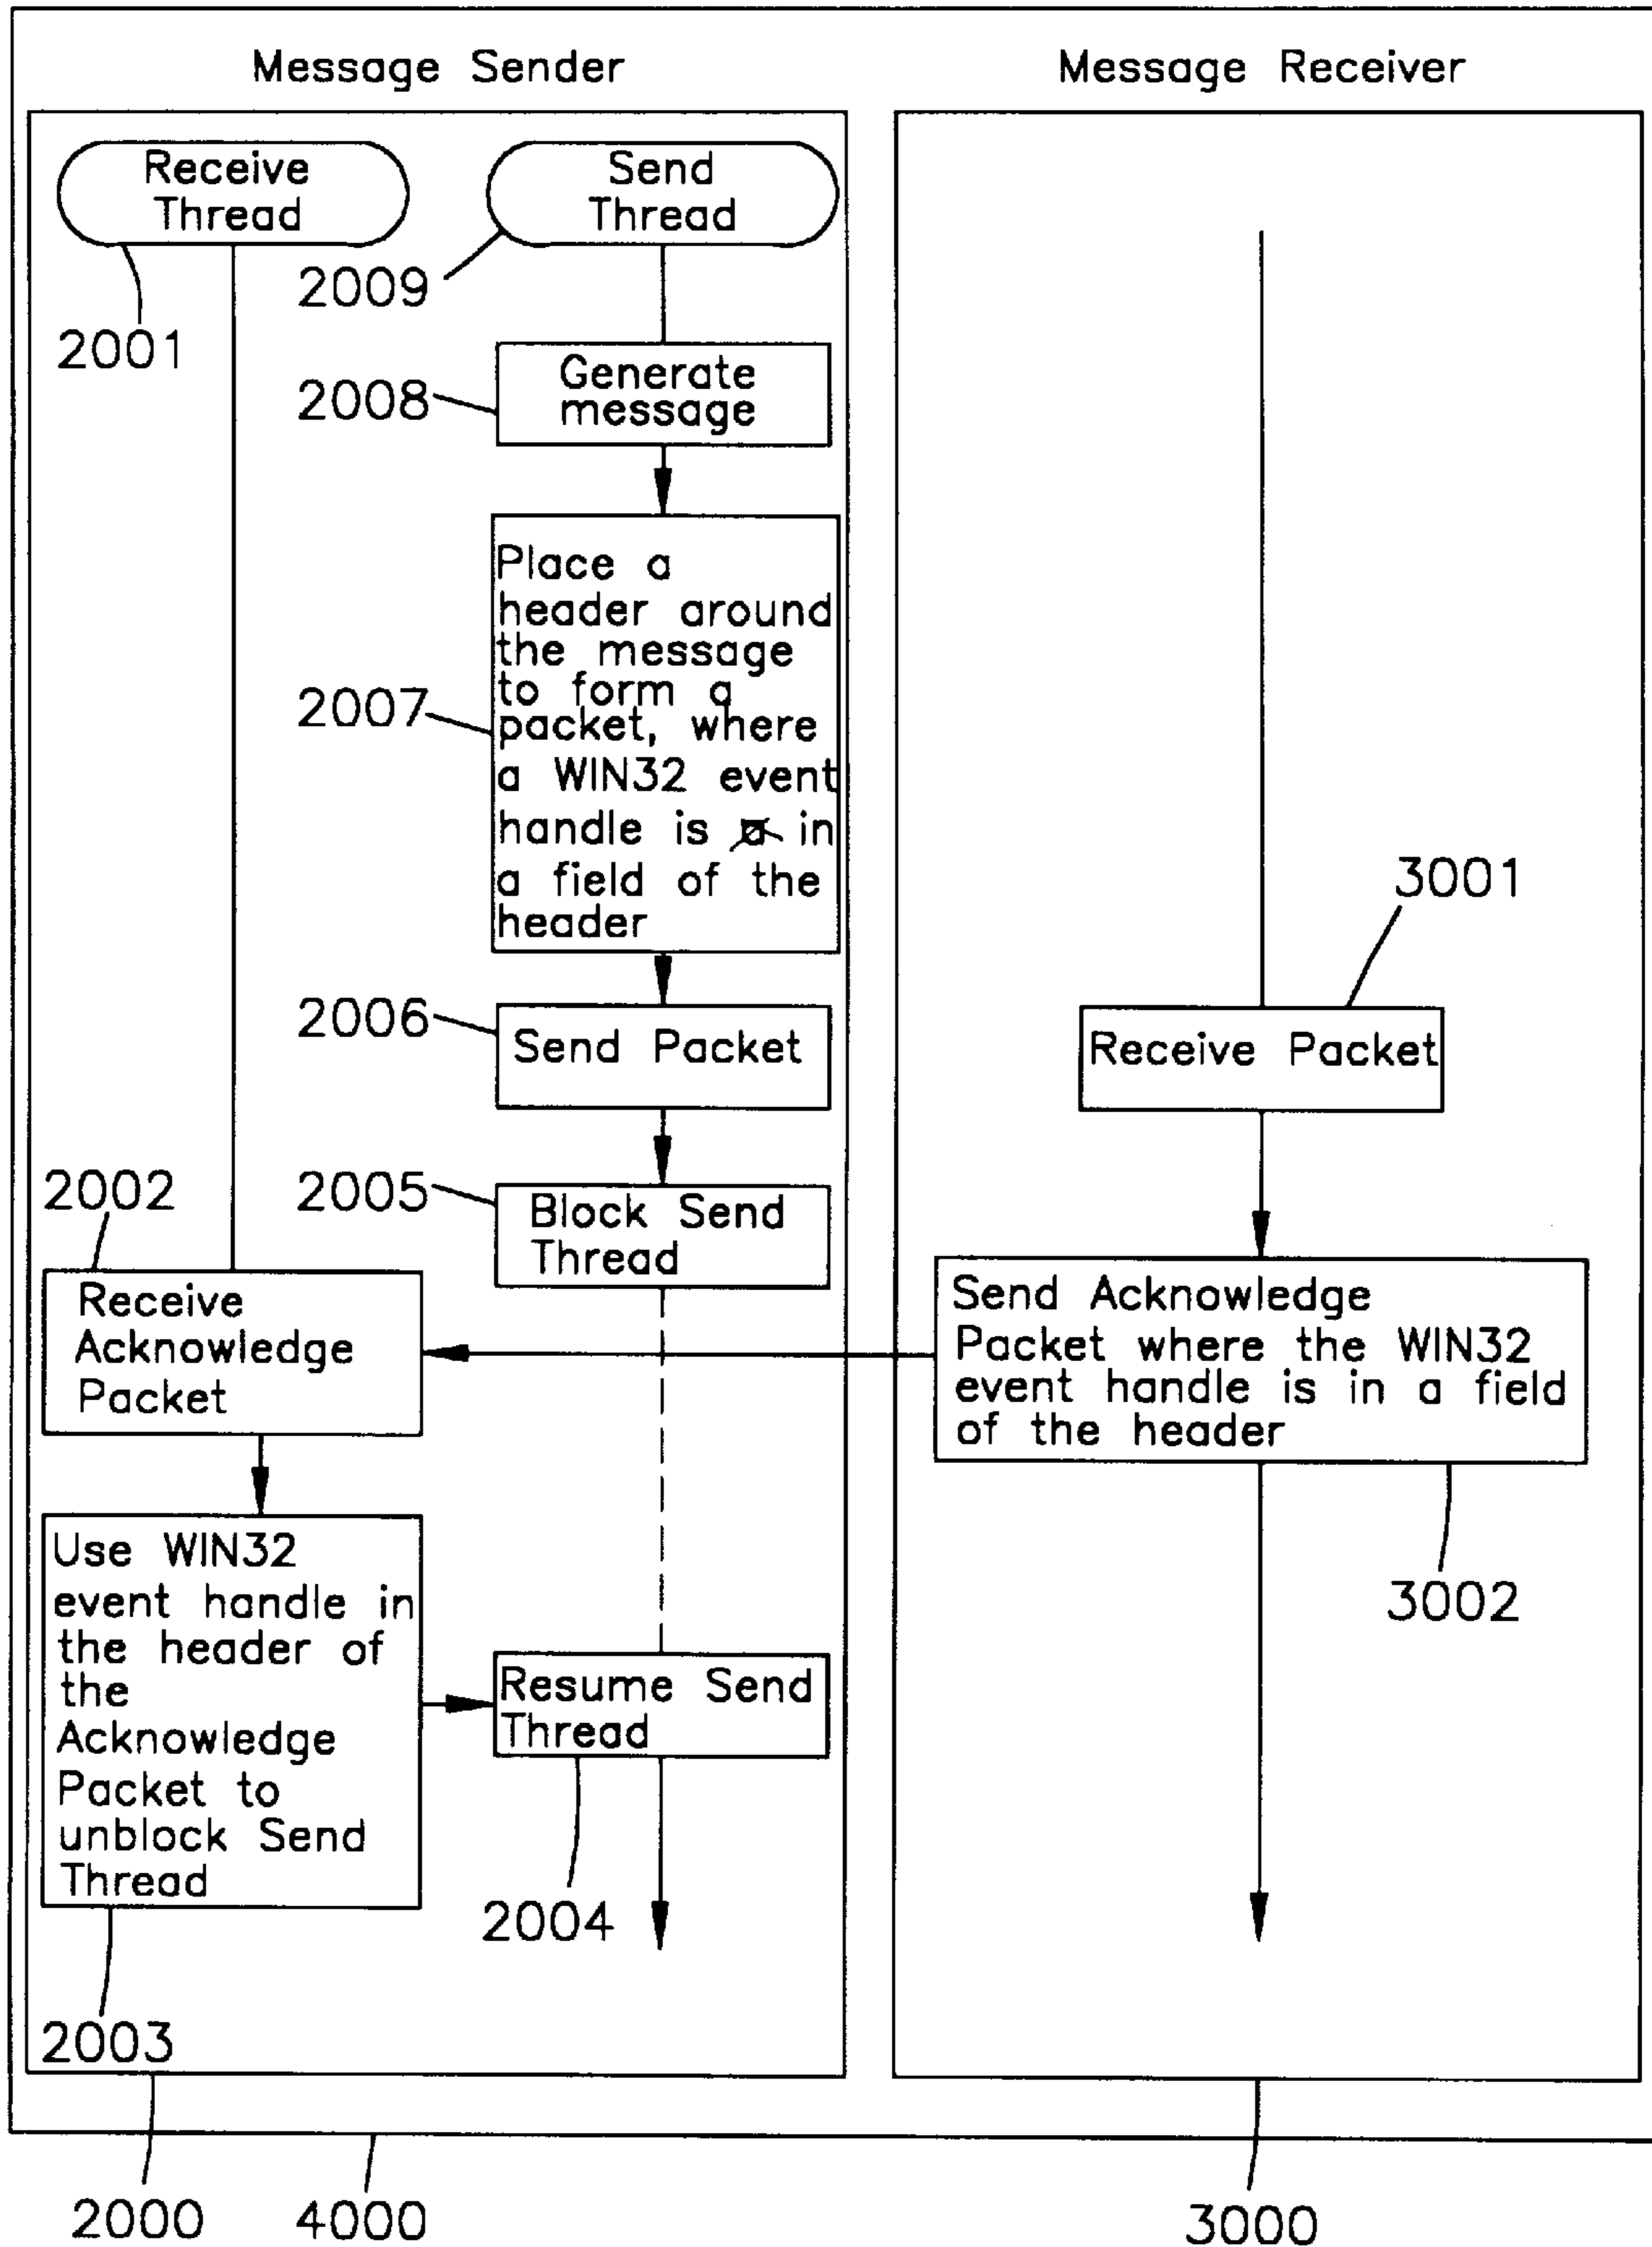 Message Sender
Message Receiver
Receive
Thread
Send
Thread
2009
2001
Generate
message
2008
Place a
header around
the message
to form a
packet, where
a WIN32 event
handle is in
a field of the
header
2007
3001
2006
Send Packet
Receive Packet
2002
2005
Block Send
Thread
Receive
Acknowledge
Packet
Send Acknowledge
Packet where the WIN32
event handle is in a field
of the header
3002
Use WIN32
event handle in
the header of
the
Acknowledge
Packet to
unblock Send
Thread
Resume Send
Thread
2004
2003
2000
4000
3000